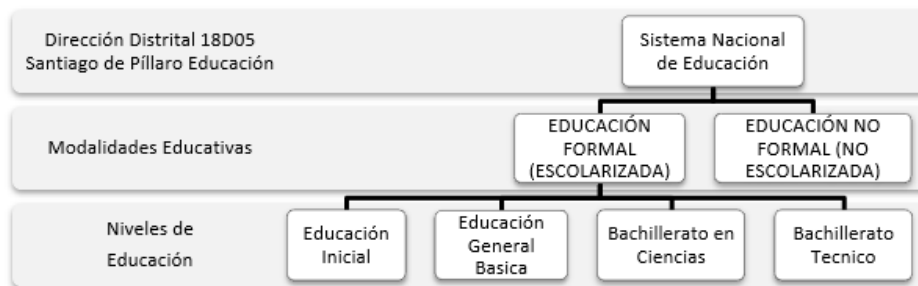 Dirección Distrital 18D05
Santiago de Píllaro Educación
Sistema Nacional
de Educación
Modalidades Educativas
EDUCACIÓN
FORMAL
(ESCOLARIZADA)
EDUCACIÓN NO
FORMAL (NO
ESCOLARIZADA)
Niveles de
Educación
Educación
Inicial
Educación
General
Basica
Bachillerato en
Ciencias
Bachillerato
Tecnico